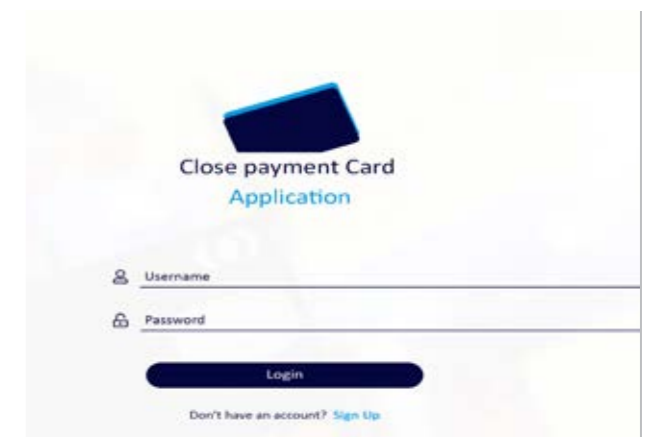 Close payment Card
Application
Username
Password
Login
Don't have an account? Sign Up